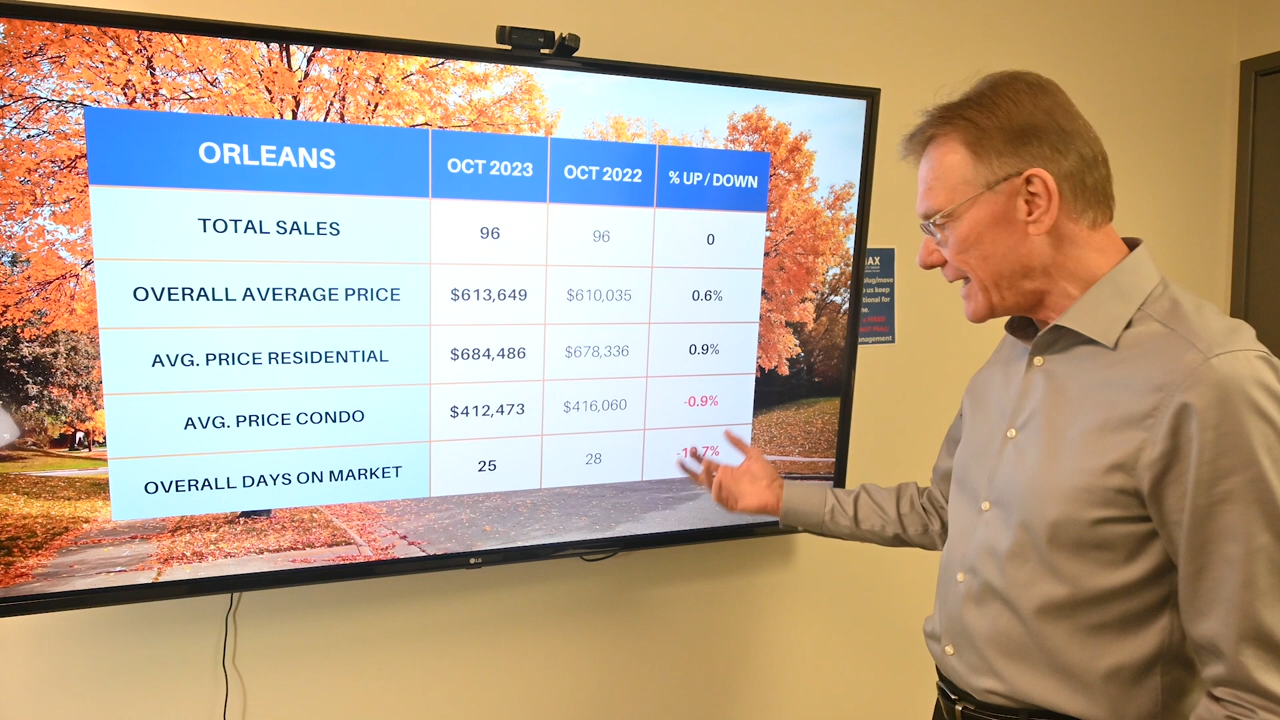 ORLEANS OCT 2023 OCT 2022 % UP / DOWN
TOTAL SALES 96 96 0
OVERALL AVERAGE PRICE $613,649 $610,035 0.6%
AVG. PRICE RESIDENTIAL $684,486 $678,336 0.9%
AVG. PRICE CONDO $412,473 $416,060 -0.9%
OVERALL DAYS ON MARKET 25 28
LG